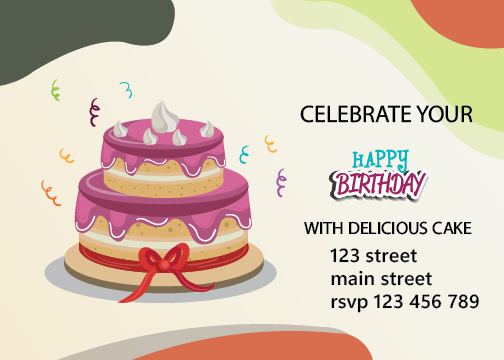 CELEBRATE YOUR
HAPPY
BIRTHDAY
WITH DELICIOUS CAKE
123 street
main street
rsvp 123 456 789